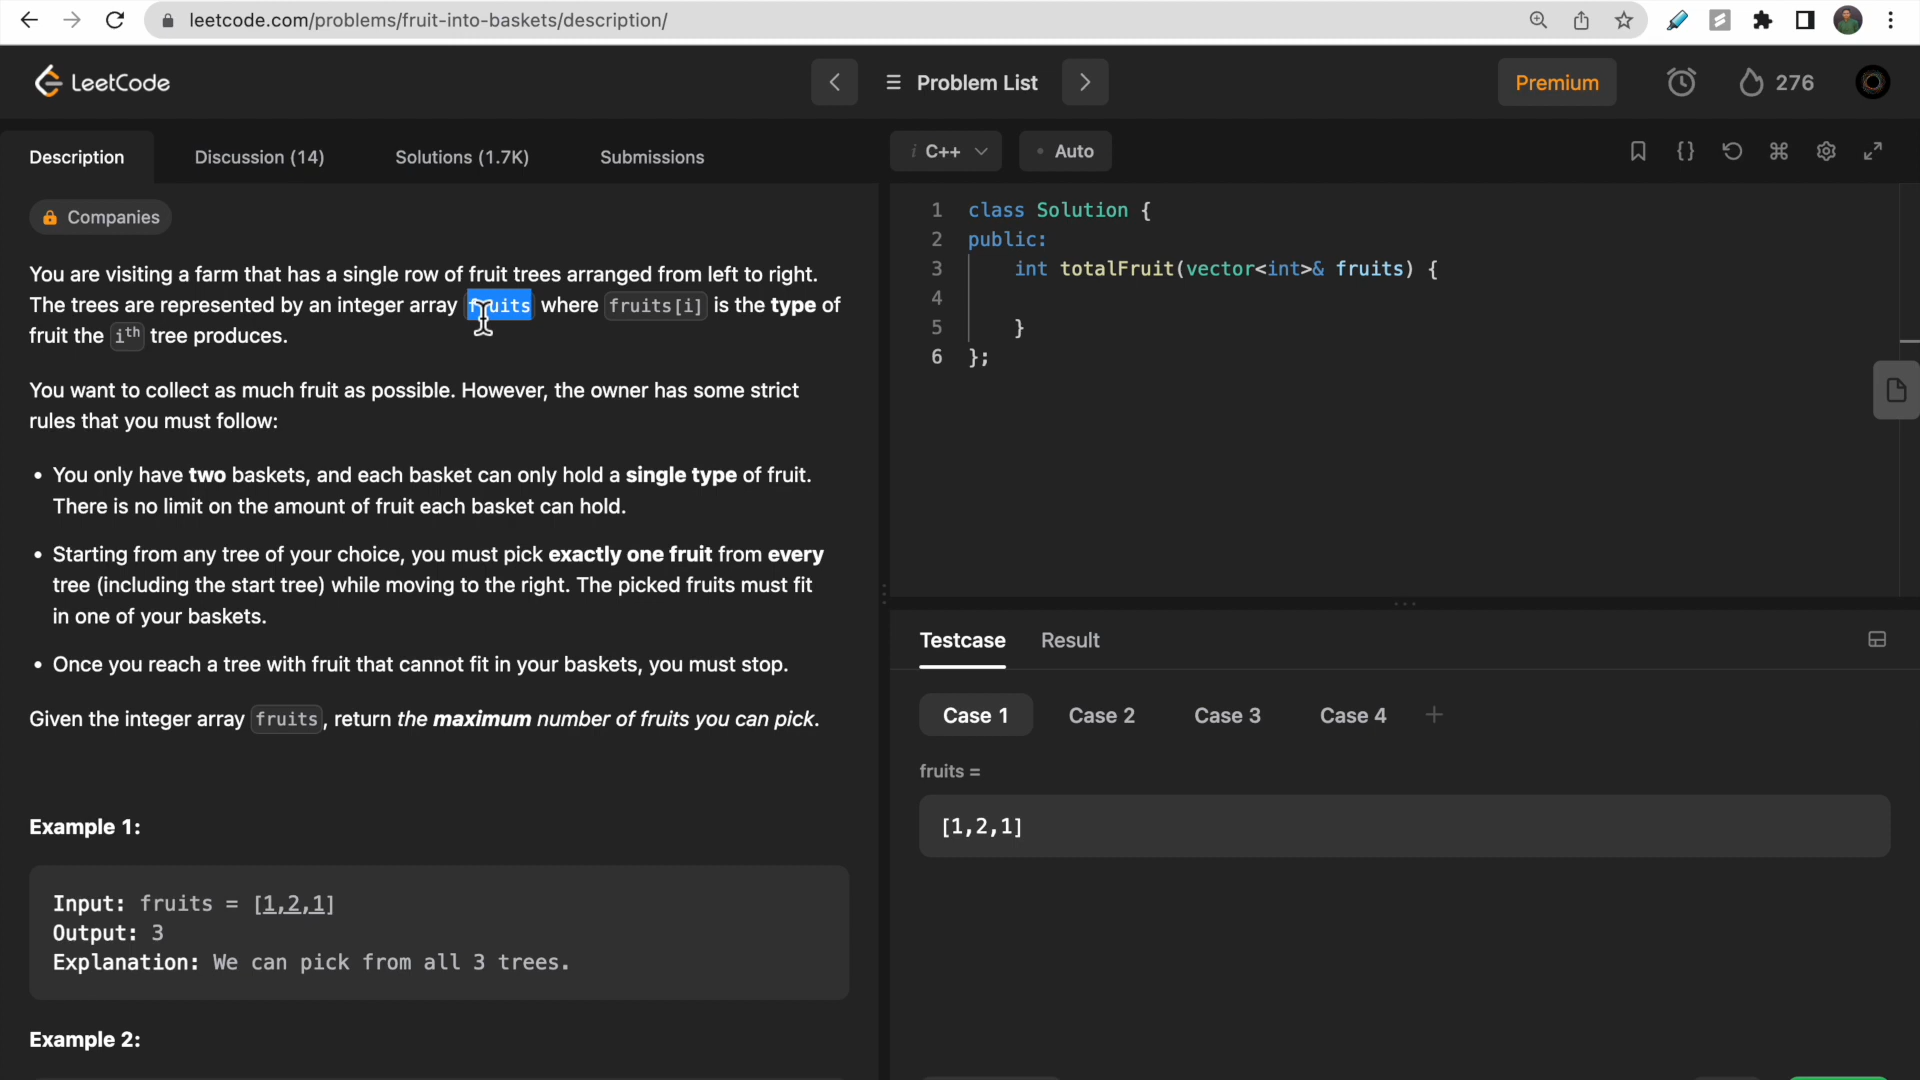 leetcode.com/problems/fruit-into-baskets/description/
LeetCode
Problem List
Premium
276
Description
Discussion (14)
Solutions (1.7K)
Submissions
Companies
You are visiting a farm that has a single row of fruit trees arranged from left to right.
The trees are represented by an integer array fruits where fruits[i] is the type of
fruit the ith tree produces.
You want to collect as much fruit as possible. However, the owner has some strict
rules that you must follow:
• You only have two baskets, and each basket can only hold a single type of fruit.
There is no limit on the amount of fruit each basket can hold.
• Starting from any tree of your choice, you must pick exactly one fruit from every
tree (including the start tree) while moving to the right. The picked fruits must fit
in one of your baskets.
• Once you reach a tree with fruit that cannot fit in your baskets, you must stop.
Given the integer array fruits, return the maximum number of fruits you can pick.
Example 1:
Input: fruits = [1,2,1]
Output: 3
Explanation: We can pick from all 3 trees.
Example 2:
i C++
Auto
{}
1 class Solution {
2 public:
3 int totalFruit(vector<int>& fruits) {
4
5 }
6 };
Testcase
Result
Case 1
Case 2
Case 3
Case 4
+
fruits =
[1,2,1]